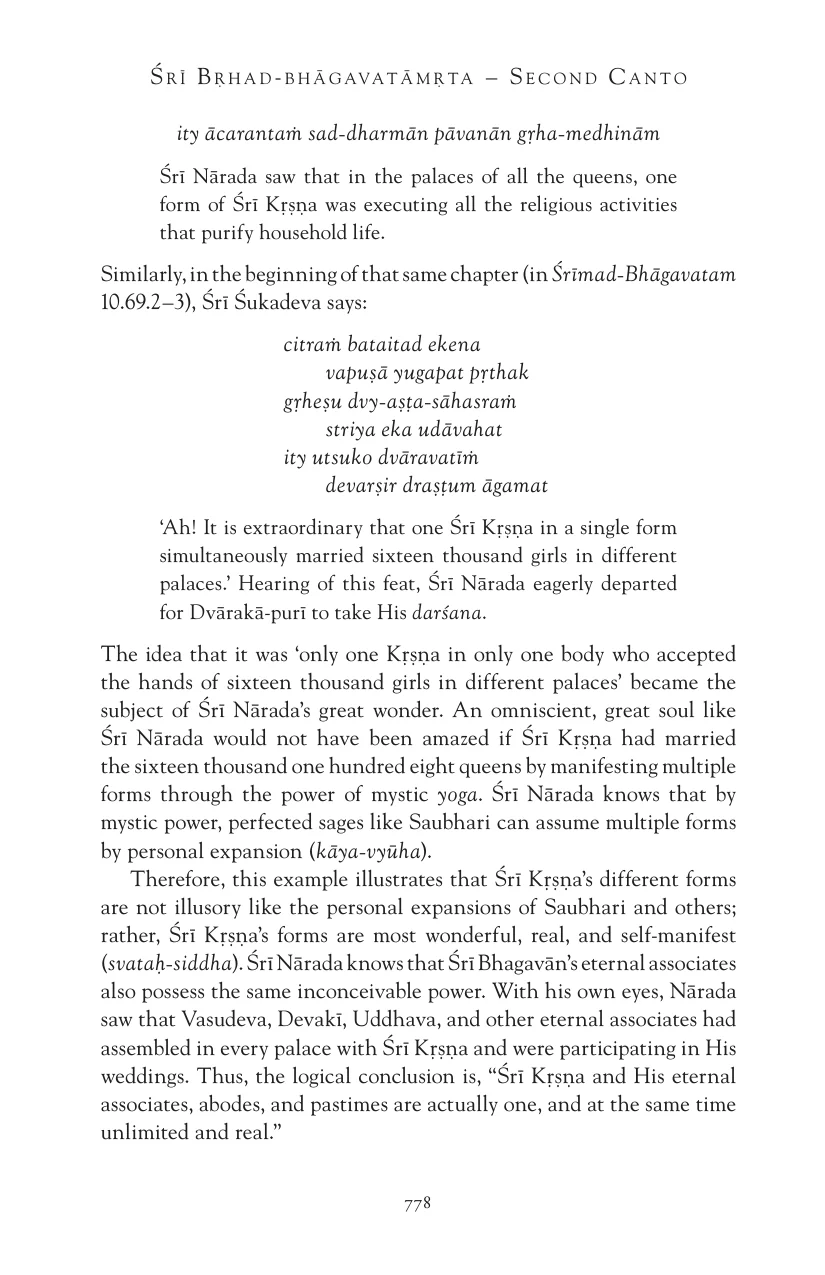 Śrī Bṛhad-bhāgavatāmṛta – Second Canto
ity ācarantaṁ sad-dharmān pāvanān gṛha-medhinām
Śrī Nārada saw that in the palaces of all the queens, one
form of Śrī Kṛṣṇa was executing all the religious activities
that purify household life.
Similarly, in the beginning of that same chapter (in Śrīmad-Bhāgavatam
10.69.2–3), Śrī Śukadeva says:
citraṁ bataitad ekena
vapuṣā yugapat pṛthak
gṛheṣu dvy-aṣṭa-sāhasraṁ
striya eka udāvahat
ity utsuko dvāravatīṁ
devarṣir draṣṭum āgamat
‘Ah! It is extraordinary that one Śrī Kṛṣṇa in a single form
simultaneously married sixteen thousand girls in different
palaces.’ Hearing of this feat, Śrī Nārada eagerly departed
for Dvārakā-purī to take His darśana.
The idea that it was ‘only one Kṛṣṇa in only one body who accepted
the hands of sixteen thousand girls in different palaces’ became the
subject of Śrī Nārada’s great wonder. An omniscient, great soul like
Śrī Nārada would not have been amazed if Śrī Kṛṣṇa had married
the sixteen thousand one hundred eight queens by manifesting multiple
forms through the power of mystic yoga. Śrī Nārada knows that by
mystic power, perfected sages like Saubhari can assume multiple forms
by personal expansion (kāya-vyūha).
Therefore, this example illustrates that Śrī Kṛṣṇa’s different forms
are not illusory like the personal expansions of Saubhari and others;
rather, Śrī Kṛṣṇa’s forms are most wonderful, real, and self-manifest
(svataḥ-siddha). Śrī Nārada knows that Śrī Bhagavān’s eternal associates
also possess the same inconceivable power. With his own eyes, Nārada
saw that Vasudeva, Devakī, Uddhava, and other eternal associates had
assembled in every palace with Śrī Kṛṣṇa and were participating in His
weddings. Thus, the logical conclusion is, “Śrī Kṛṣṇa and His eternal
associates, abodes, and pastimes are actually one, and at the same time
unlimited and real.”
778